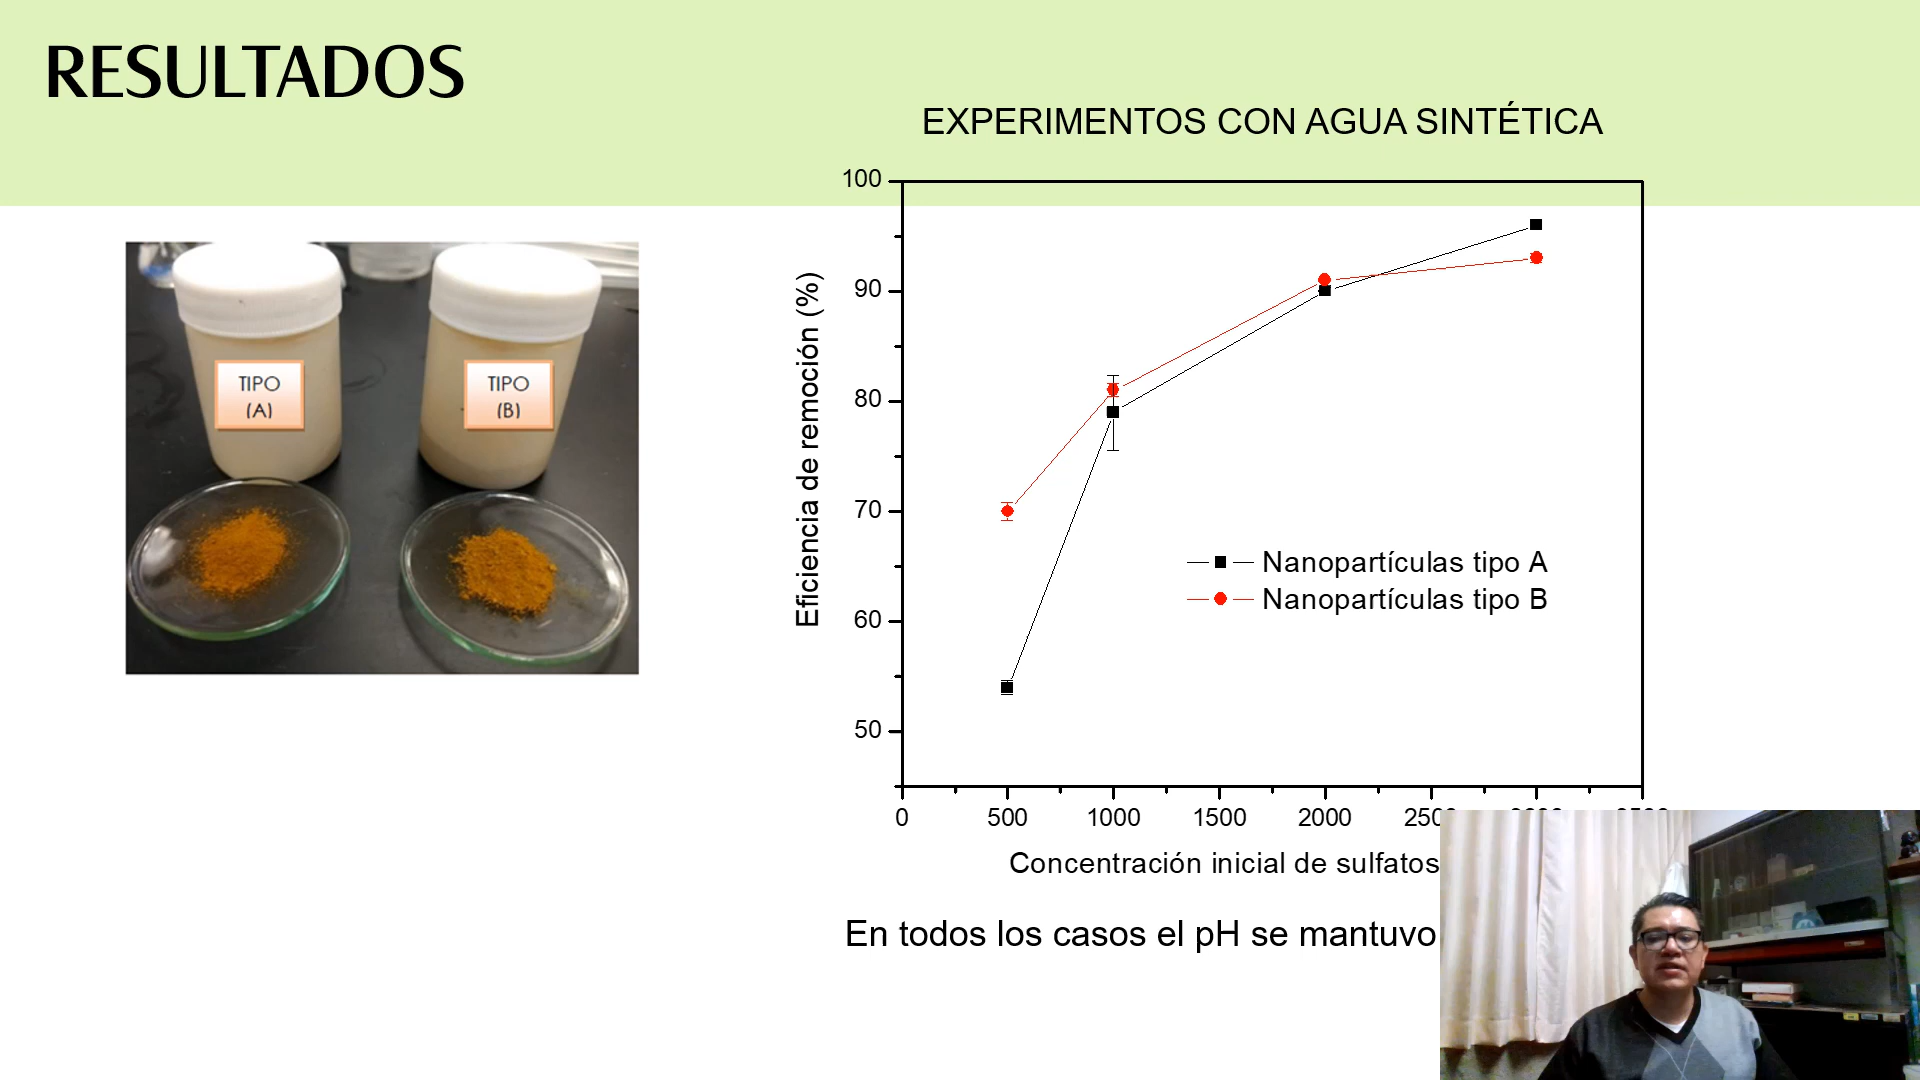 RESULTADOS
EXPERIMENTOS CON AGUA SINTÉTICA
TIPO
(A)
TIPO
(B)
Eficiencia de remoción (%)
100
90
80
70
60
50
Nanopartículas tipo A
Nanopartículas tipo B
0 500 1000 1500 2000
Concentración inicial de sulfatos
En todos los casos el pH se mantuvo